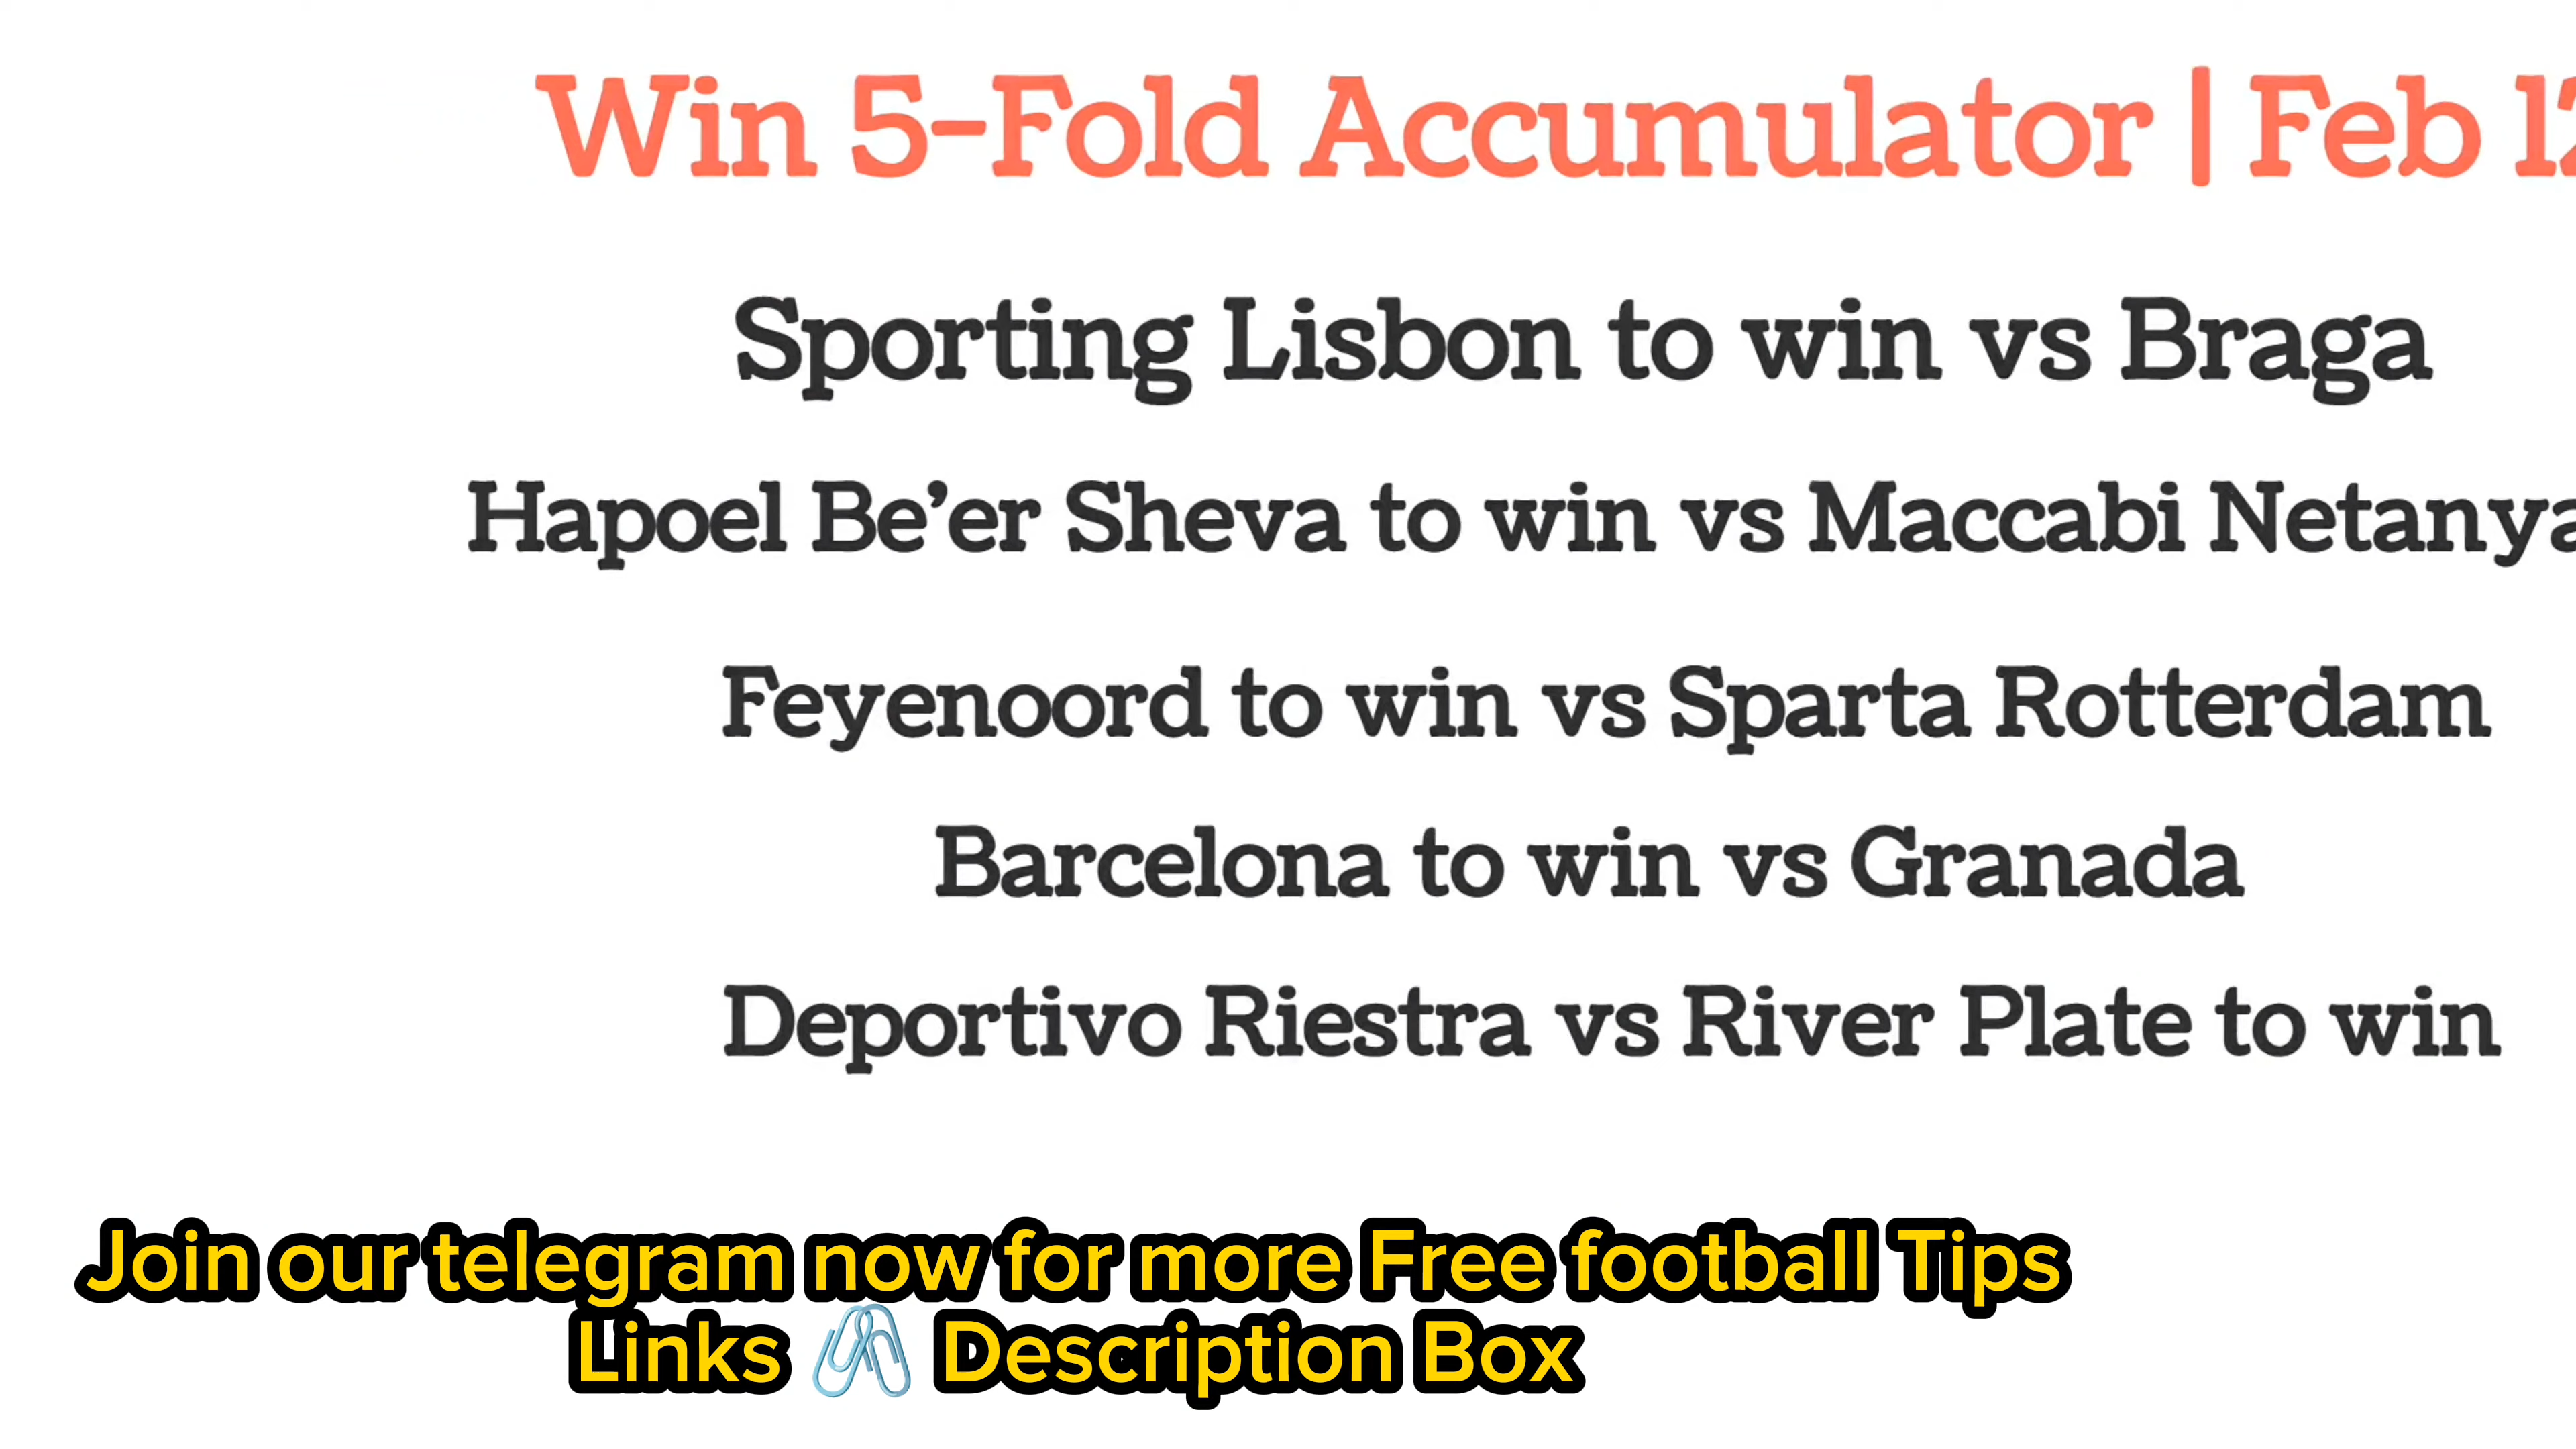 Win 5-Fold Accumulator | Feb 12
Sporting Lisbon to win vs Braga
Hapoel Be’er Sheva to win vs Maccabi Netanya
Feyenoord to win vs Sparta Rotterdam
Barcelona to win vs Granada
Deportivo Riestra vs River Plate to win
Join our telegram now for more Free football Tips
Links 🖇️ Description Box